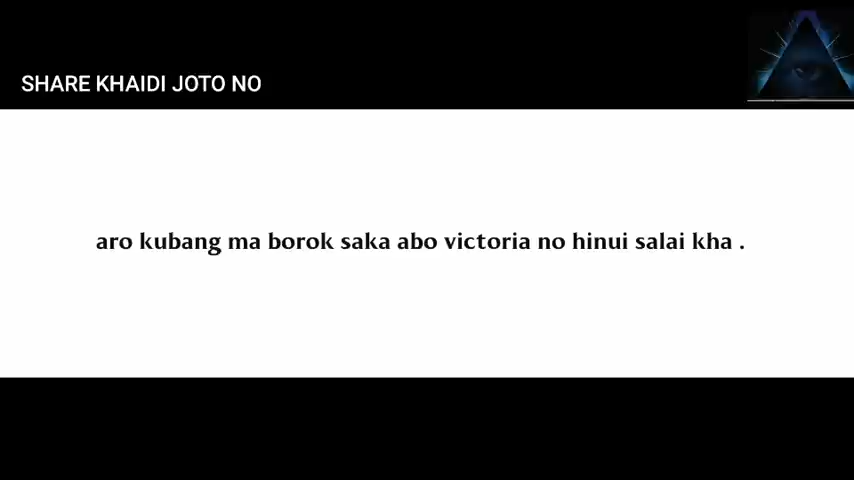 SHARE KHAIDI JOTO NO
aro kubang ma borok saka abo victoria no hinui salai kha .